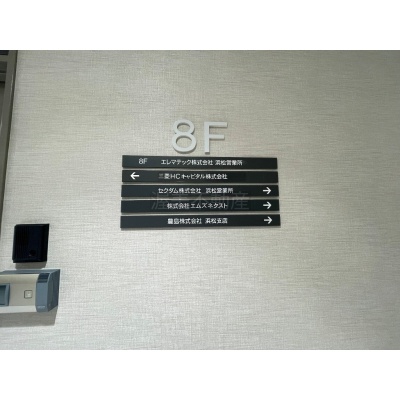 8F
8F エレマテック株式会社 浜松営業所
← 三菱HCキャピタル株式会社
セクダム株式会社 浜松営業所 →
株式会社エムズネクスト →
龍島株式会社 浜松支店 →